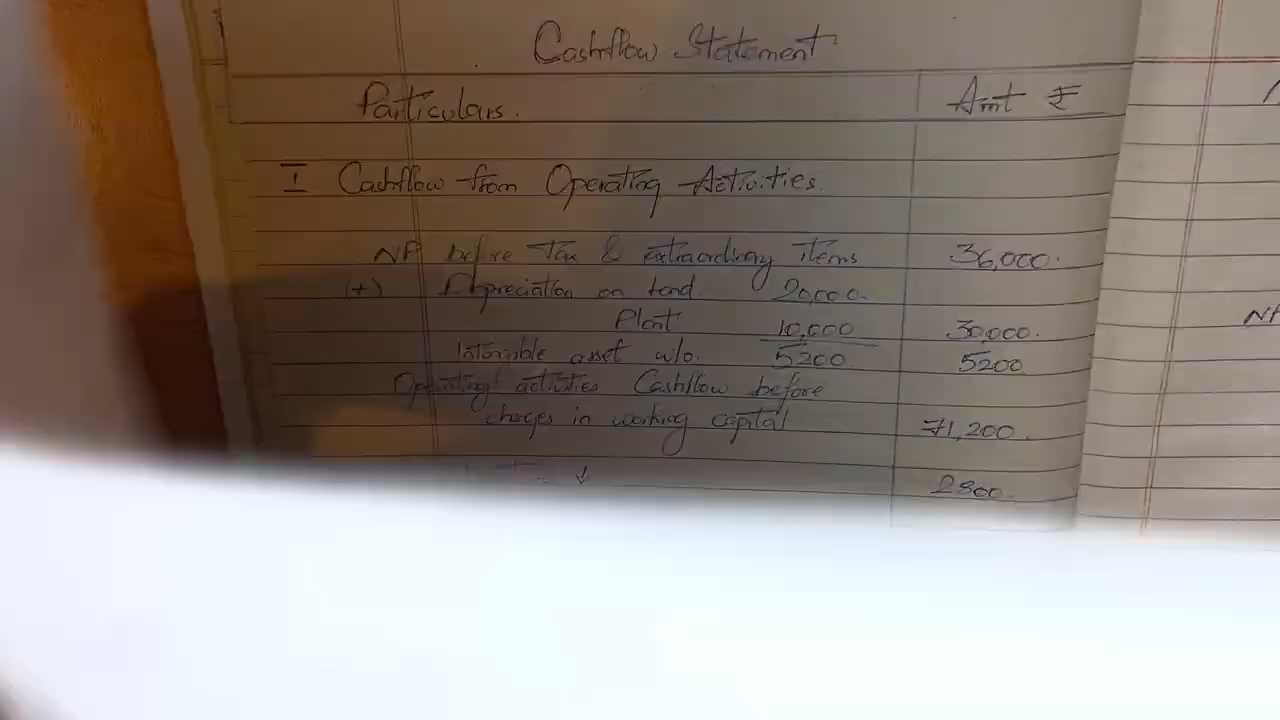 Cashflow Statement
Particulars. Amt ₹
I Cashflow from Operating Activities.
NP before Tax & extraordinary items 36,000.
(+) Depreciation on land. 20,000.
Plant 10,000 30,000.
Intangible asset w/o. 5200 5200
Operating activities Cashflow before
changes in working capital 71,200.
↓ 2800.